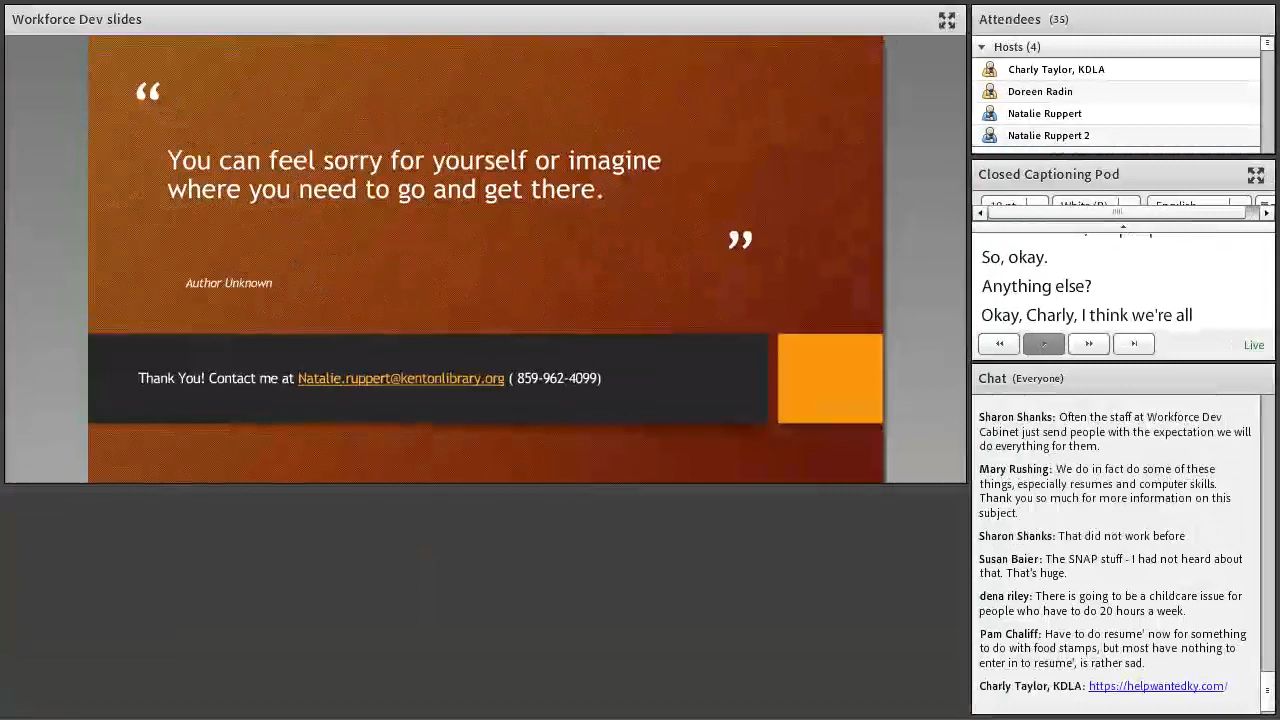 Workforce Dev slides
“
You can feel sorry for yourself or imagine
where you need to go and get there.
”
Author Unknown
Thank You! Contact me at Natalie.ruppert@kentonlibrary.org ( 859-962-4099)
Attendees (35)
Hosts (4)
Charly Taylor, KDLA
Doreen Radin
Natalie Ruppert
Natalie Ruppert 2
Closed Captioning Pod
So, okay.
Anything else?
Okay, Charly, I think we're all
Live
Chat (Everyone)
Sharon Shanks: Often the staff at Workforce Dev
Cabinet just send people with the expectation we will
do everything for them.
Mary Rushing: We do in fact do some of these
things, especially resumes and computer skills.
Thank you so much for more information on this
subject.
Sharon Shanks: That did not work before
Susan Baier: The SNAP stuff - I had not heard about
that. That's huge.
dena riley: There is going to be a childcare issue for
people who have to do 20 hours a week.
Pam Chaliff: Have to do resume' now for something
to do with food stamps, but most have nothing to
enter in to resume', is rather sad.
Charly Taylor, KDLA: https://helpwantedky.com/